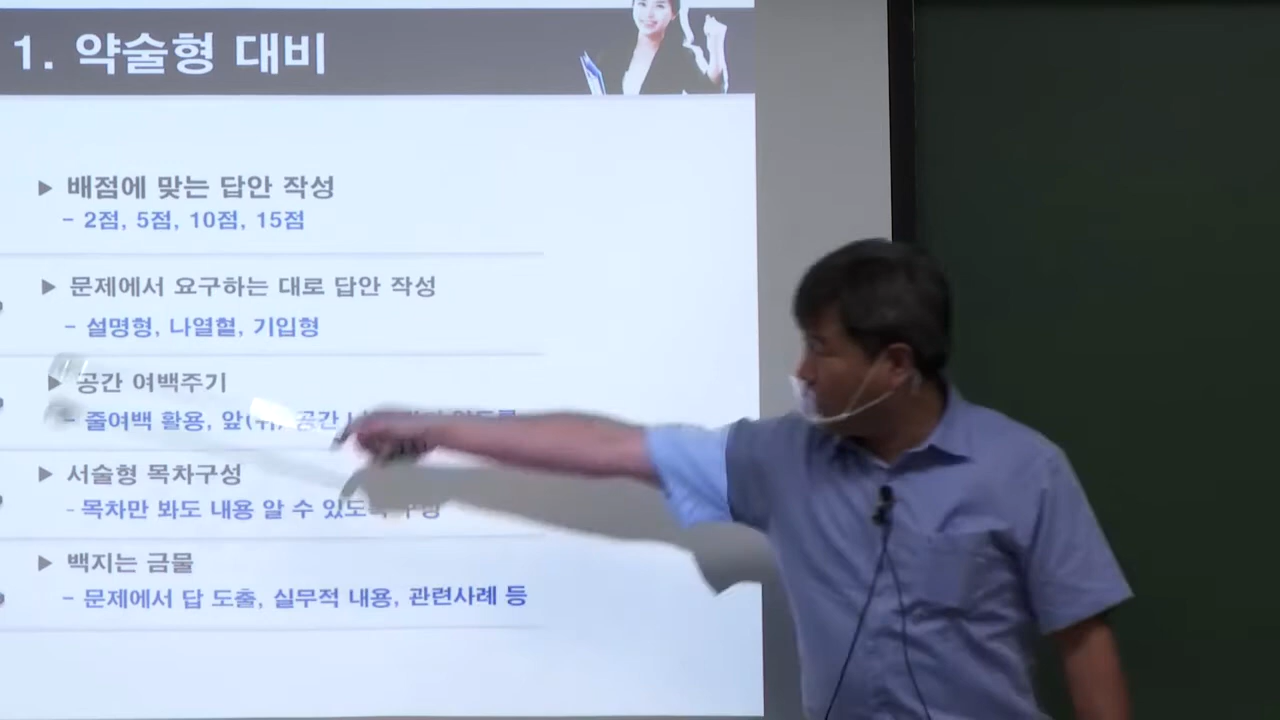 1. 약술형 대비
▶ 배점에 맞는 답안 작성
- 2점, 5점, 10점, 15점
▶ 문제에서 요구하는 대로 답안 작성
- 설명형, 나열혈, 기입형
▶ 공간 여백주기
- 줄여백 활용, 앞(뒤) 공간
▶ 서술형 목차구성
- 목차만 봐도 내용 알 수 있도록
▶ 백지는 금물
- 문제에서 답 도출, 실무적 내용, 관련사례 등